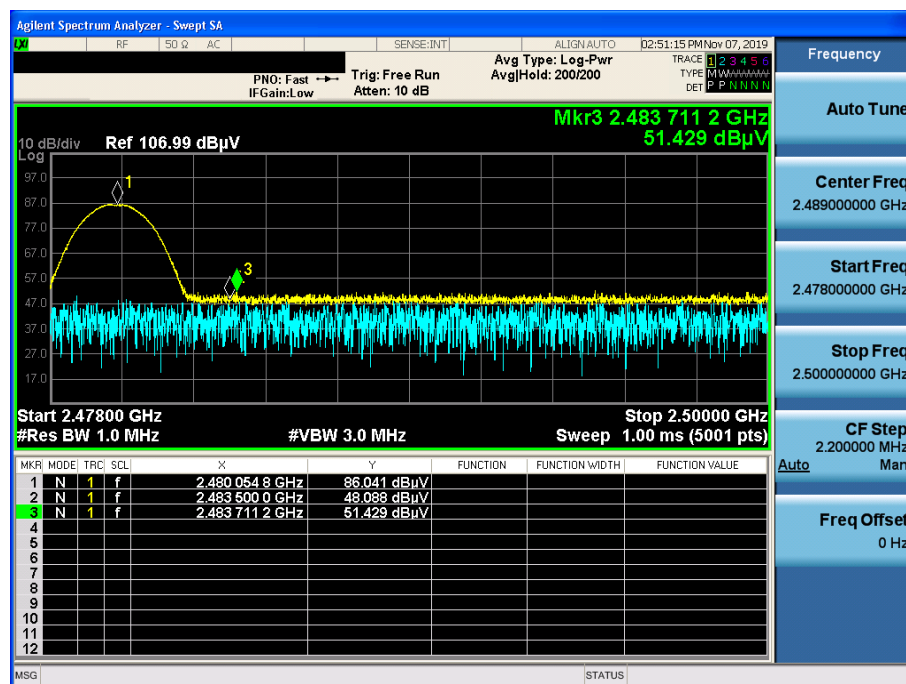 Agilent Spectrum Analyzer - Swept SA
LXI RF 50 Ω AC SENSE:INT ALIGN AUTO 02:51:15 PM Nov 07, 2019
PNO: Fast Trig: Free Run Avg Type: Log-Pwr TRACE 1 2 3 4 5 6
IFGain:Low Atten: 10 dB Avg|Hold: 200/200 TYPE M W
DET P P N N N N
Mkr3 2.483 711 2 GHz
51.429 dBµV
10 dB/div Ref 106.99 dBµV
Log
97.0
87.0
77.0
67.0
57.0
47.0
37.0
27.0
17.0
1
3
Start 2.47800 GHz Stop 2.50000 GHz
#Res BW 1.0 MHz #VBW 3.0 MHz Sweep 1.00 ms (5001 pts)
MKR MODE TRC SCL X Y FUNCTION FUNCTION WIDTH FUNCTION VALUE
1 N 1 f 2.480 054 8 GHz 86.041 dBµV
2 N 1 f 2.483 500 0 GHz 48.088 dBµV
3 N 1 f 2.483 711 2 GHz 51.429 dBµV
4
5
6
7
8
9
10
11
12
MSG STATUS
Frequency
Auto Tune
Center Freq
2.489000000 GHz
Start Freq
2.478000000 GHz
Stop Freq
2.500000000 GHz
CF Step
2.200000 MHz
Auto Man
Freq Offset
0 Hz